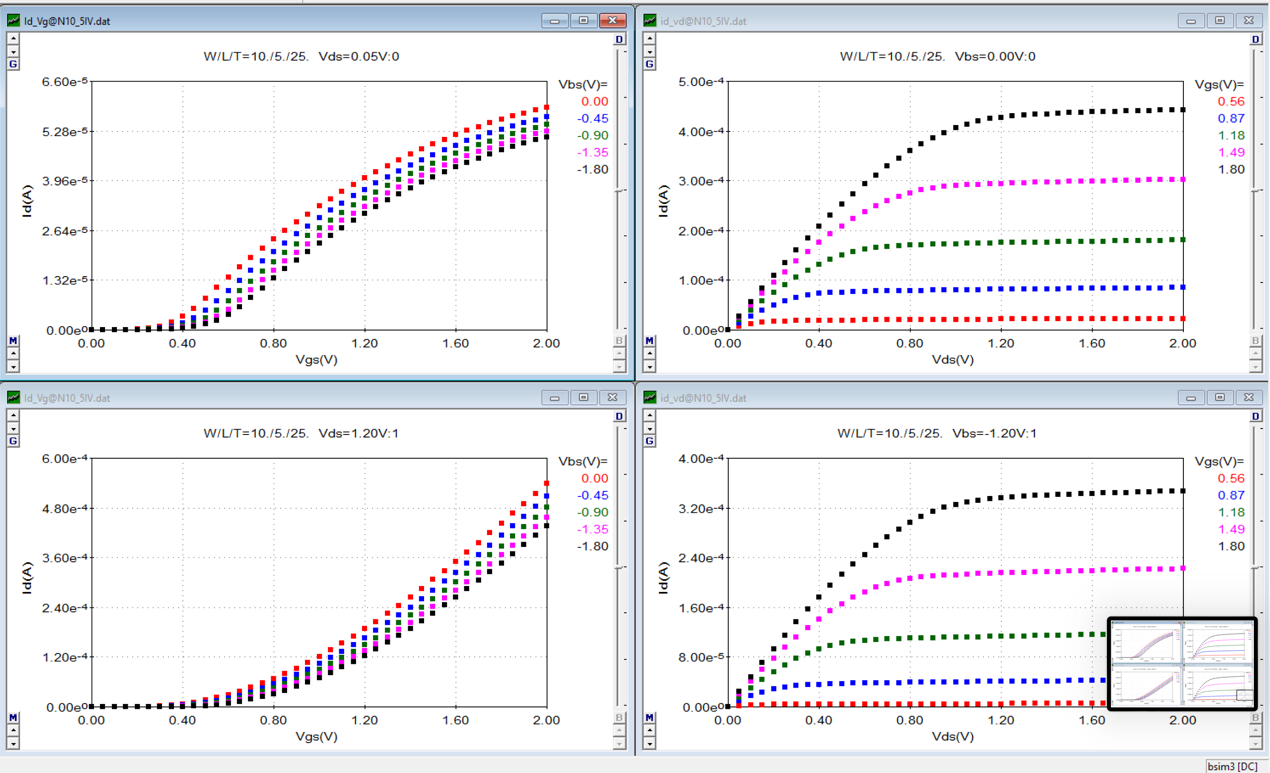 Id_Vg@N10_5IV.dat
D
G
W/L/T=10./5./25. Vds=0.05V:0
6.60e-5
5.28e-5
3.96e-5
2.64e-5
1.32e-5
0.00e0
Id(A)
Vbs(V)=
0.00
-0.45
-0.90
-1.35
-1.80
M
B
0.00 0.40 0.80 1.20 1.60 2.00
Vgs(V)
id_vd@N10_5IV.dat
D
G
W/L/T=10./5./25. Vbs=0.00V:0
5.00e-4
4.00e-4
3.00e-4
2.00e-4
1.00e-4
0.00e0
Id(A)
Vgs(V)=
0.56
0.87
1.18
1.49
1.80
M
B
0.00 0.40 0.80 1.20 1.60 2.00
Vds(V)
Id_Vg@N10_5IV.dat
D
G
W/L/T=10./5./25. Vds=1.20V:1
6.00e-4
4.80e-4
3.60e-4
2.40e-4
1.20e-4
0.00e0
Id(A)
Vbs(V)=
0.00
-0.45
-0.90
-1.35
-1.80
M
B
0.00 0.40 0.80 1.20 1.60 2.00
Vgs(V)
id_vd@N10_5IV.dat
D
G
W/L/T=10./5./25. Vbs=-1.20V:1
4.00e-4
3.20e-4
2.40e-4
1.60e-4
8.00e-5
0.00e0
Id(A)
Vgs(V)=
0.56
0.87
1.18
1.49
1.80
M
B
0.00 0.40 0.80 1.20 1.60 2.00
Vds(V)
bsim3 [DC]